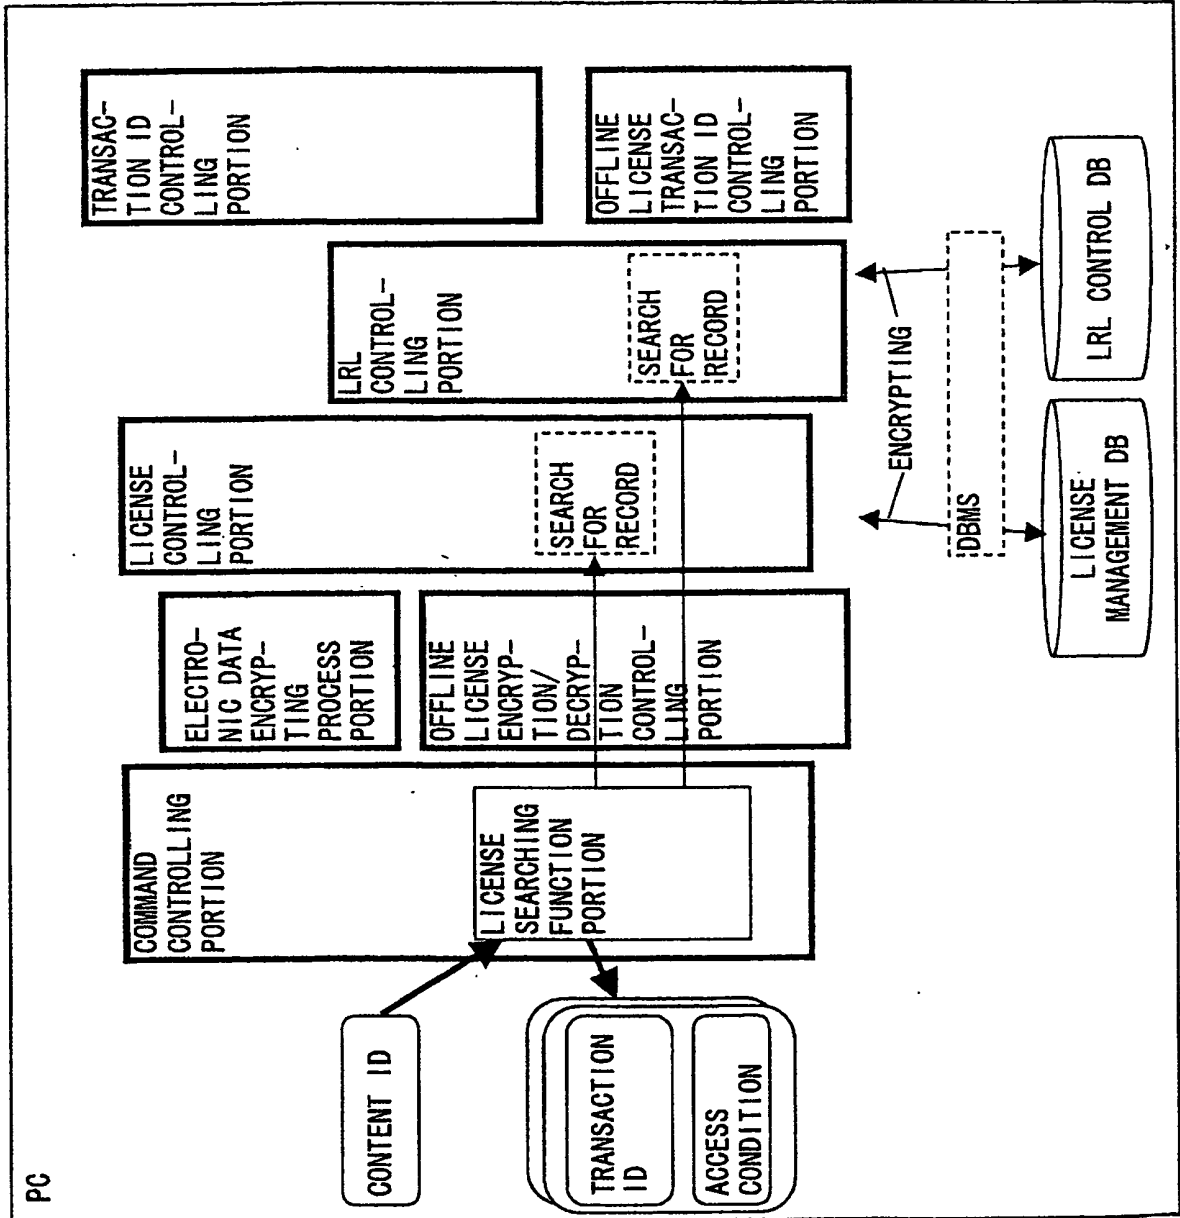 PC
CONTENT ID
TRANSACTION
ID
ACCESS
CONDITION
COMMAND
CONTROLLING
PORTION
LICENSE
SEARCHING
FUNCTION
PORTION
ELECTRO-
NIC DATA
ENCRYP-
TING
PROCESS
PORTION
OFFLINE
LICENSE
ENCRYP-
TION/
DECRYP-
TION
CONTROL-
LING
PORTION
LICENSE
CONTROL-
LING
PORTION
SEARCH
FOR
RECORD
LRL
CONTROL-
LING
PORTION
SEARCH
FOR
RECORD
TRANSAC-
TION ID
CONTROL-
LING
PORTION
OFFLINE
LICENSE
TRANSAC-
TION ID
CONTROL-
LING
PORTION
ENCRYPTING
DBMS
LICENSE
MANAGEMENT DB
LRL CONTROL DB